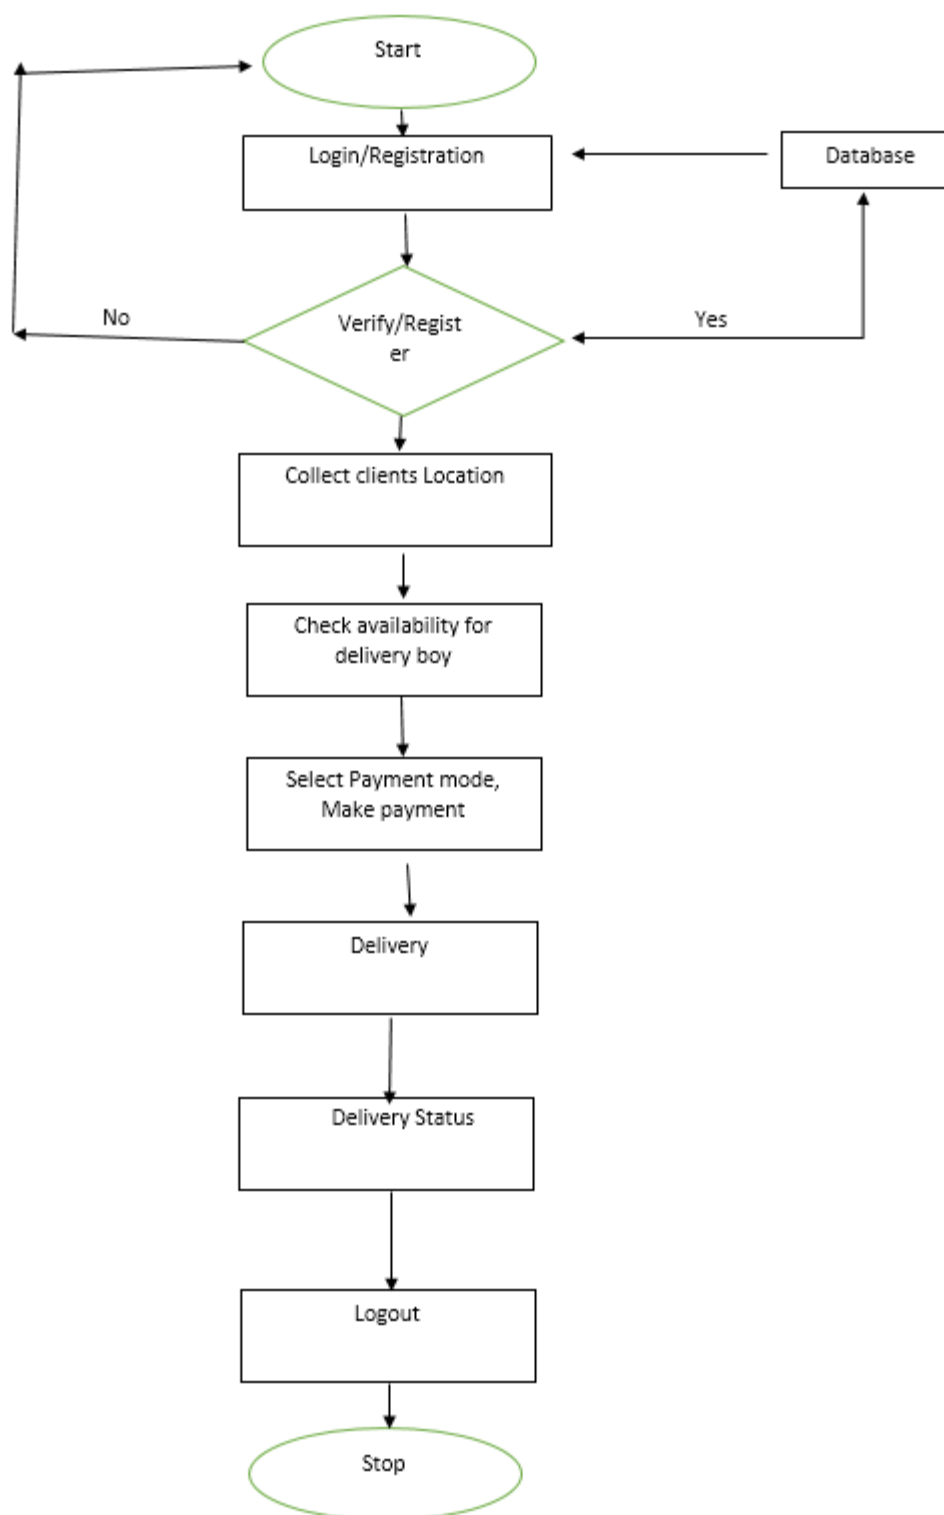 Start
Login/Registration
Database
No
Verify/Regist
er
Yes
Collect clients Location
Check availability for
delivery boy
Select Payment mode,
Make payment
Delivery
Delivery Status
Logout
Stop